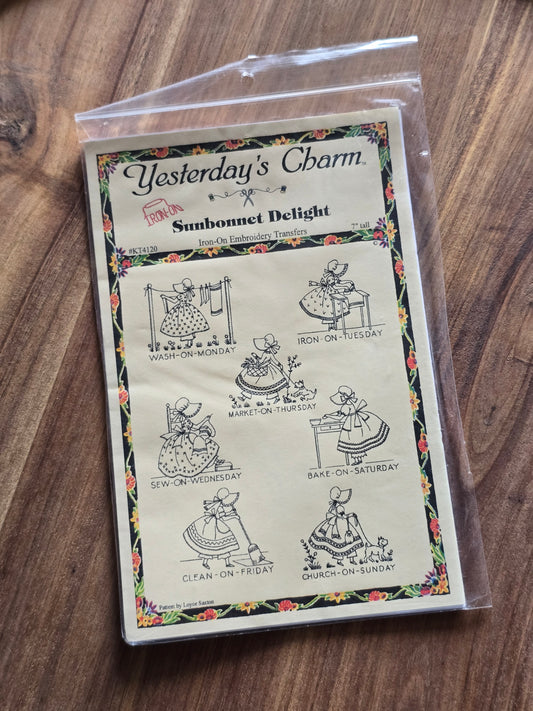 Yesterday's Charm™
IRON-ON
Sunbonnet Delight
#KT4120
Iron-On Embroidery Transfers
7" tall
WASH-ON-MONDAY
IRON-ON-TUESDAY
MARKET-ON-THURSDAY
SEW-ON-WEDNESDAY
BAKE-ON-SATURDAY
CLEAN-ON-FRIDAY
CHURCH-ON-SUNDAY
Pattern by Loyce Saxton